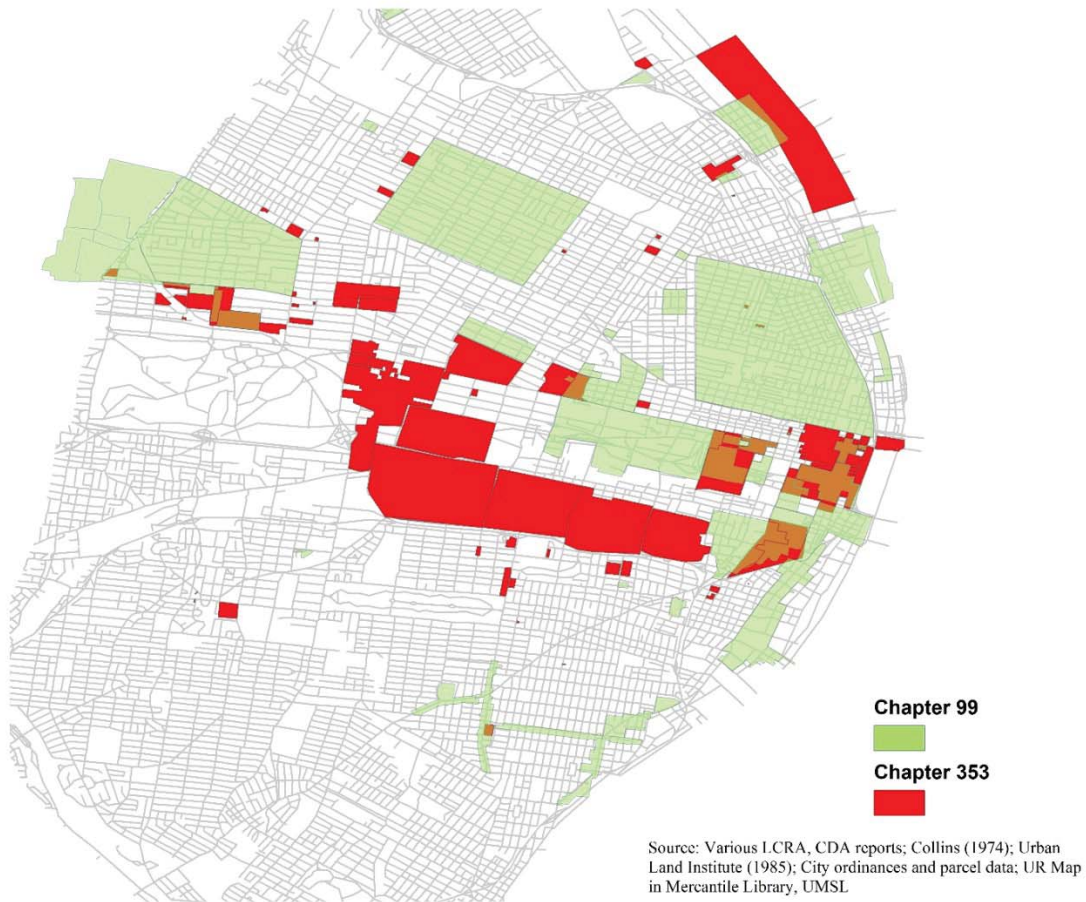 Chapter 99
Chapter 353
Source: Various LCRA, CDA reports; Collins (1974); Urban
Land Institute (1985); City ordinances and parcel data; UR Map
in Mercantile Library, UMSL